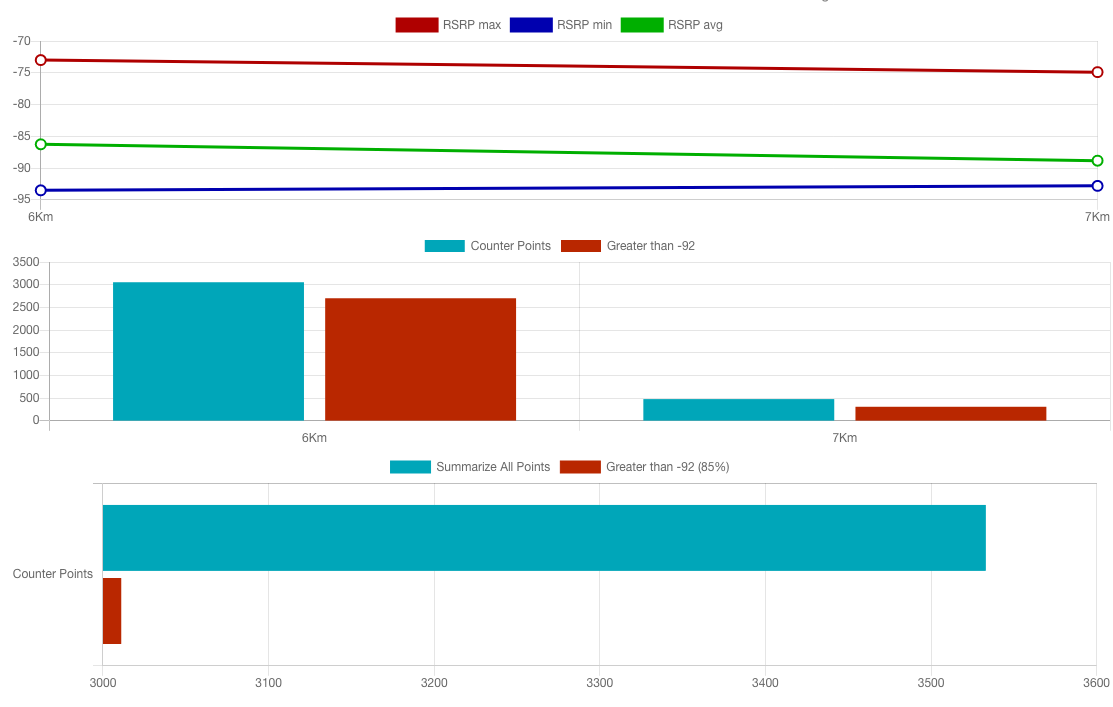 RSRP max RSRP min RSRP avg
-70
-75
-80
-85
-90
-95
6Km 7Km
Counter Points Greater than -92
3500
3000
2500
2000
1500
1000
500
0
6Km 7Km
Summarize All Points Greater than -92 (85%)
Counter Points
3000 3100 3200 3300 3400 3500 3600